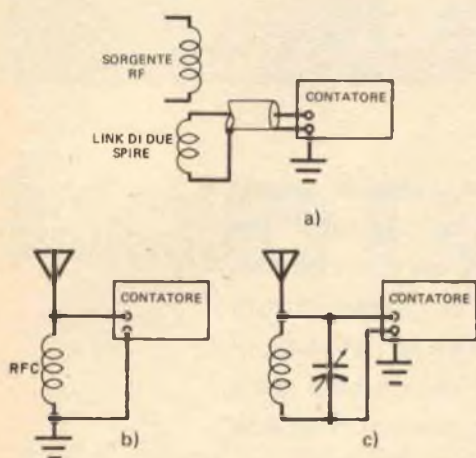 SORGENTE
RF
CONTATORE
LINK DI DUE
SPIRE
a)
CONTATORE
CONTATORE
RFC
b)
c)